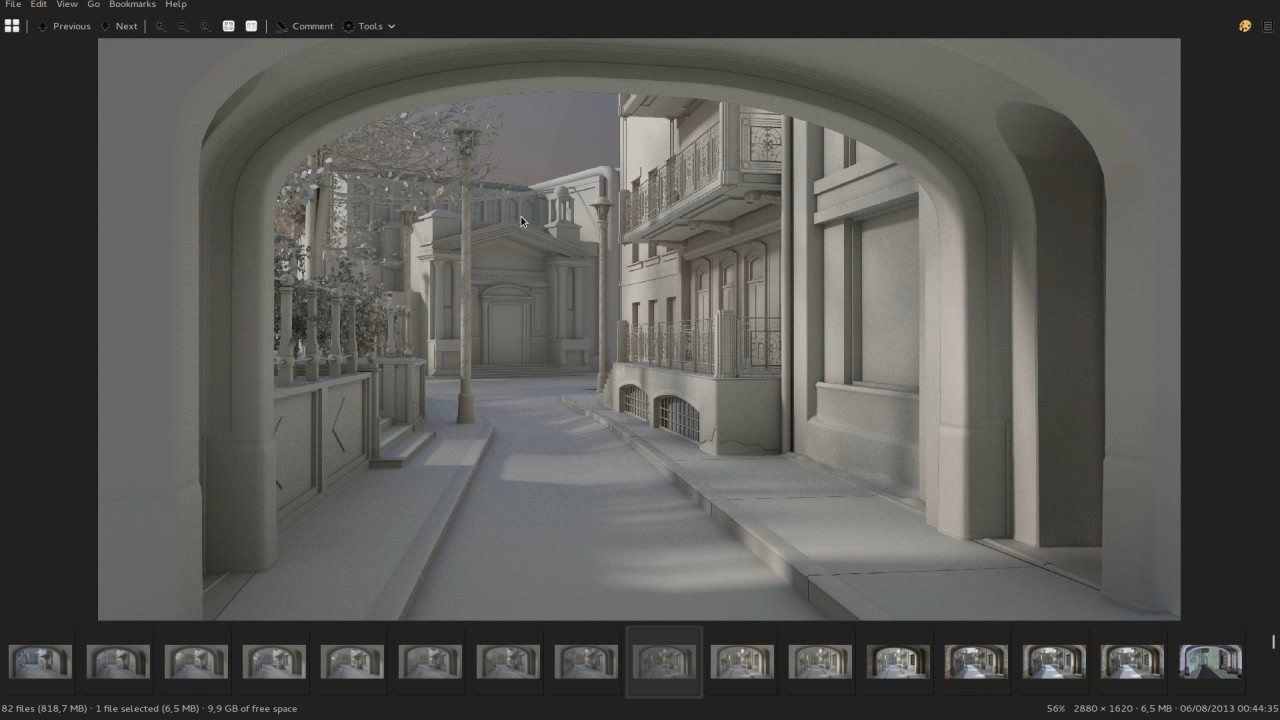 File Edit View Go Bookmarks Help
Previous Next Comment Tools
82 files (818,7 MB) · 1 file selected (6,5 MB) · 9,9 GB of free space 56% 2880 × 1620 · 6,5 MB · 06/08/2013 00:44:35